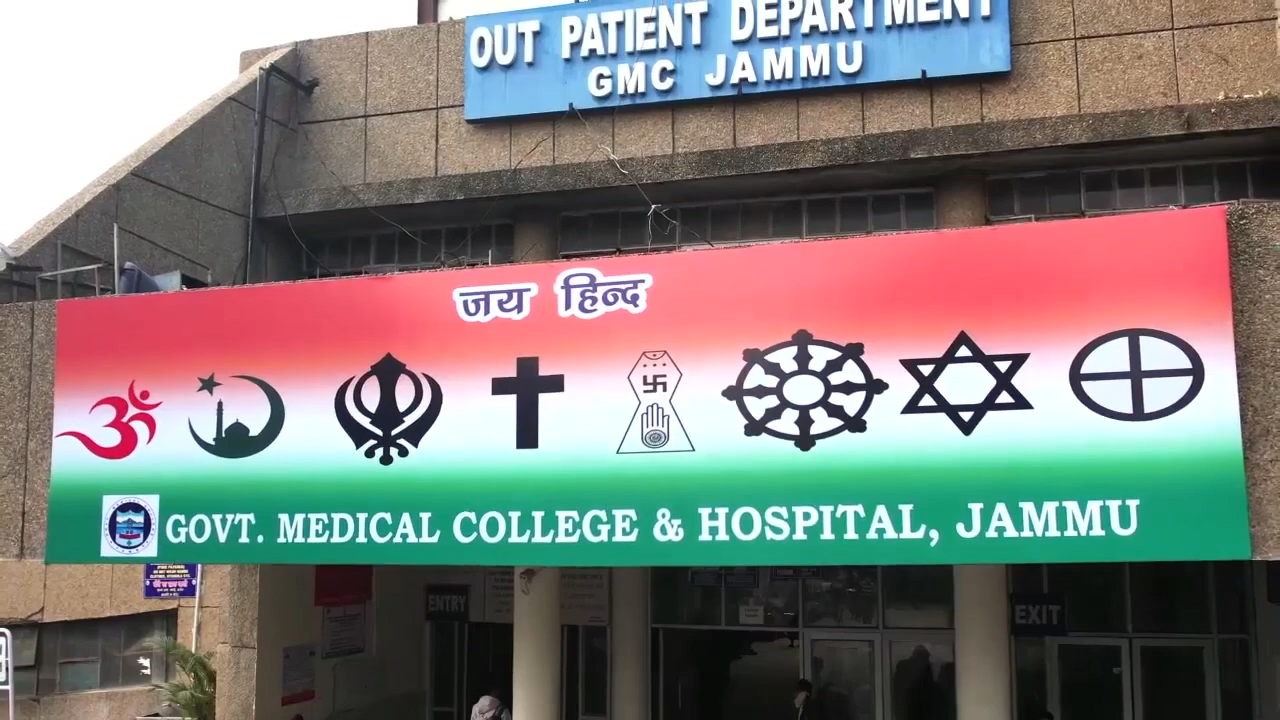 OUT PATIENT DEPARTMENT
GMC JAMMU
जय हिन्द
GOVT. MEDICAL COLLEGE & HOSPITAL, JAMMU
ENTRY
EXIT